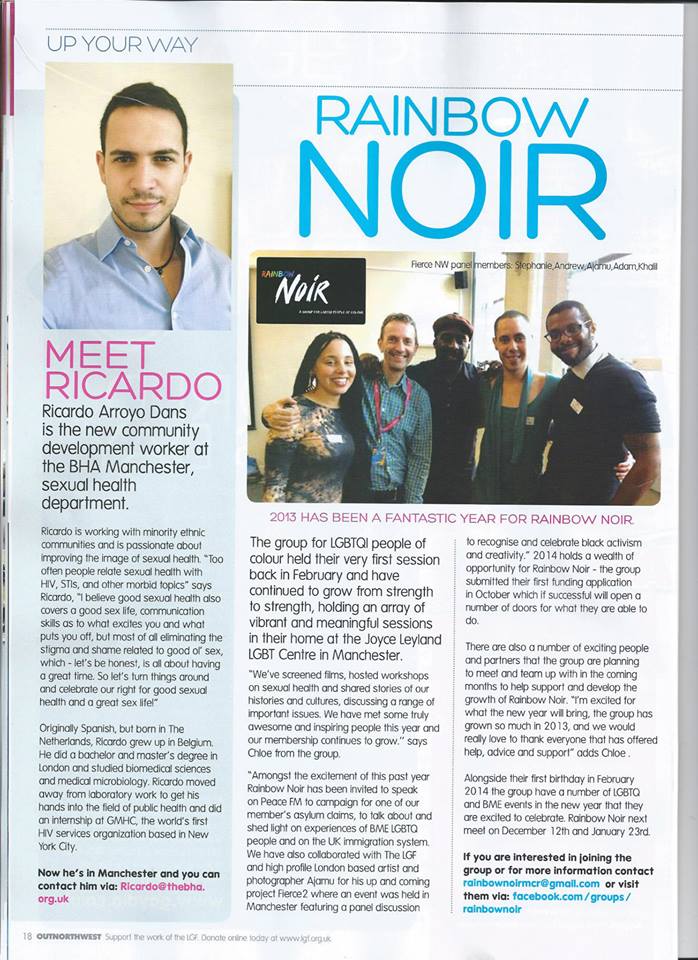 UP YOUR WAY
MEET
RICARDO
Ricardo Arroyo Dans
is the new community
development worker at
the BHA Manchester,
sexual health
department.
Ricardo is working with minority ethnic
communities and is passionate about
improving the image of sexual health. "Too
often people relate sexual health with
HIV, STIs, and other morbid topics" says
Ricardo, "I believe good sexual health also
covers a good sex life, communication
skills as to what excites you and what
puts you off, but most of all eliminating the
stigma and shame related to good ol' sex,
which - let's be honest, is all about having
a great time. So let's turn things around
and celebrate our right for good sexual
health and a great sex life!"
Originally Spanish, but born in The
Netherlands, Ricardo grew up in Belgium.
He did a bachelor and master's degree in
London and studied biomedical sciences
and medical microbiology. Ricardo moved
away from laboratory work to get his
hands into the field of public health and did
an internship at GMHC, the world's first
HIV services organization based in New
York City.
Now he's in Manchester and you can
contact him via: Ricardo@thebha.
org.uk
RAINBOW
NOIR
Fierce NW panel members: Stephanie,Andrew,Ajamu,Adam,Khalil
RAINBOW
NOIR
A GROUP FOR LGBTQI PEOPLE OF COLOUR
2013 HAS BEEN A FANTASTIC YEAR FOR RAINBOW NOIR.
The group for LGBTQI people of
colour held their very first session
back in February and have
continued to grow from strength
to strength, holding an array of
vibrant and meaningful sessions
in their home at the Joyce Leyland
LGBT Centre in Manchester.
"We've screened films, hosted workshops
on sexual health and shared stories of our
histories and cultures, discussing a range of
important issues. We have met some truly
awesome and inspiring people this year and
our membership continues to grow.'' says
Chloe from the group.
"Amongst the excitement of this past year
Rainbow Noir has been invited to speak
on Peace FM to campaign for one of our
member's asylum claims, to talk about and
shed light on experiences of BME LGBTQ
people and on the UK immigration system.
We have also collaborated with The LGF
and high profile London based artist and
photographer Ajamu for his up and coming
project Fierce2 where an event was held in
Manchester featuring a panel discussion
to recognise and celebrate black activism
and creativity." 2014 holds a wealth of
opportunity for Rainbow Noir - the group
submitted their first funding application
in October which if successful will open a
number of doors for what they are able to
do.
There are also a number of exciting people
and partners that the group are planning
to meet and team up with in the coming
months to help support and develop the
growth of Rainbow Noir. "I'm excited for
what the new year will bring, the group has
grown so much in 2013, and we would
really love to thank everyone that has offered
help, advice and support" adds Chloe .
Alongside their first birthday in February
2014 the group have a number of LGBTQ
and BME events in the new year that they
are excited to celebrate. Rainbow Noir next
meet on December 12th and January 23rd.
If you are interested in joining the
group or for more information contact
rainbownoirmcr@gmail.com or visit
them via: facebook.com/groups/
rainbownoir
18 OUTNORTHWEST Support the work of the LGF. Donate online today at www.lgf.org.uk